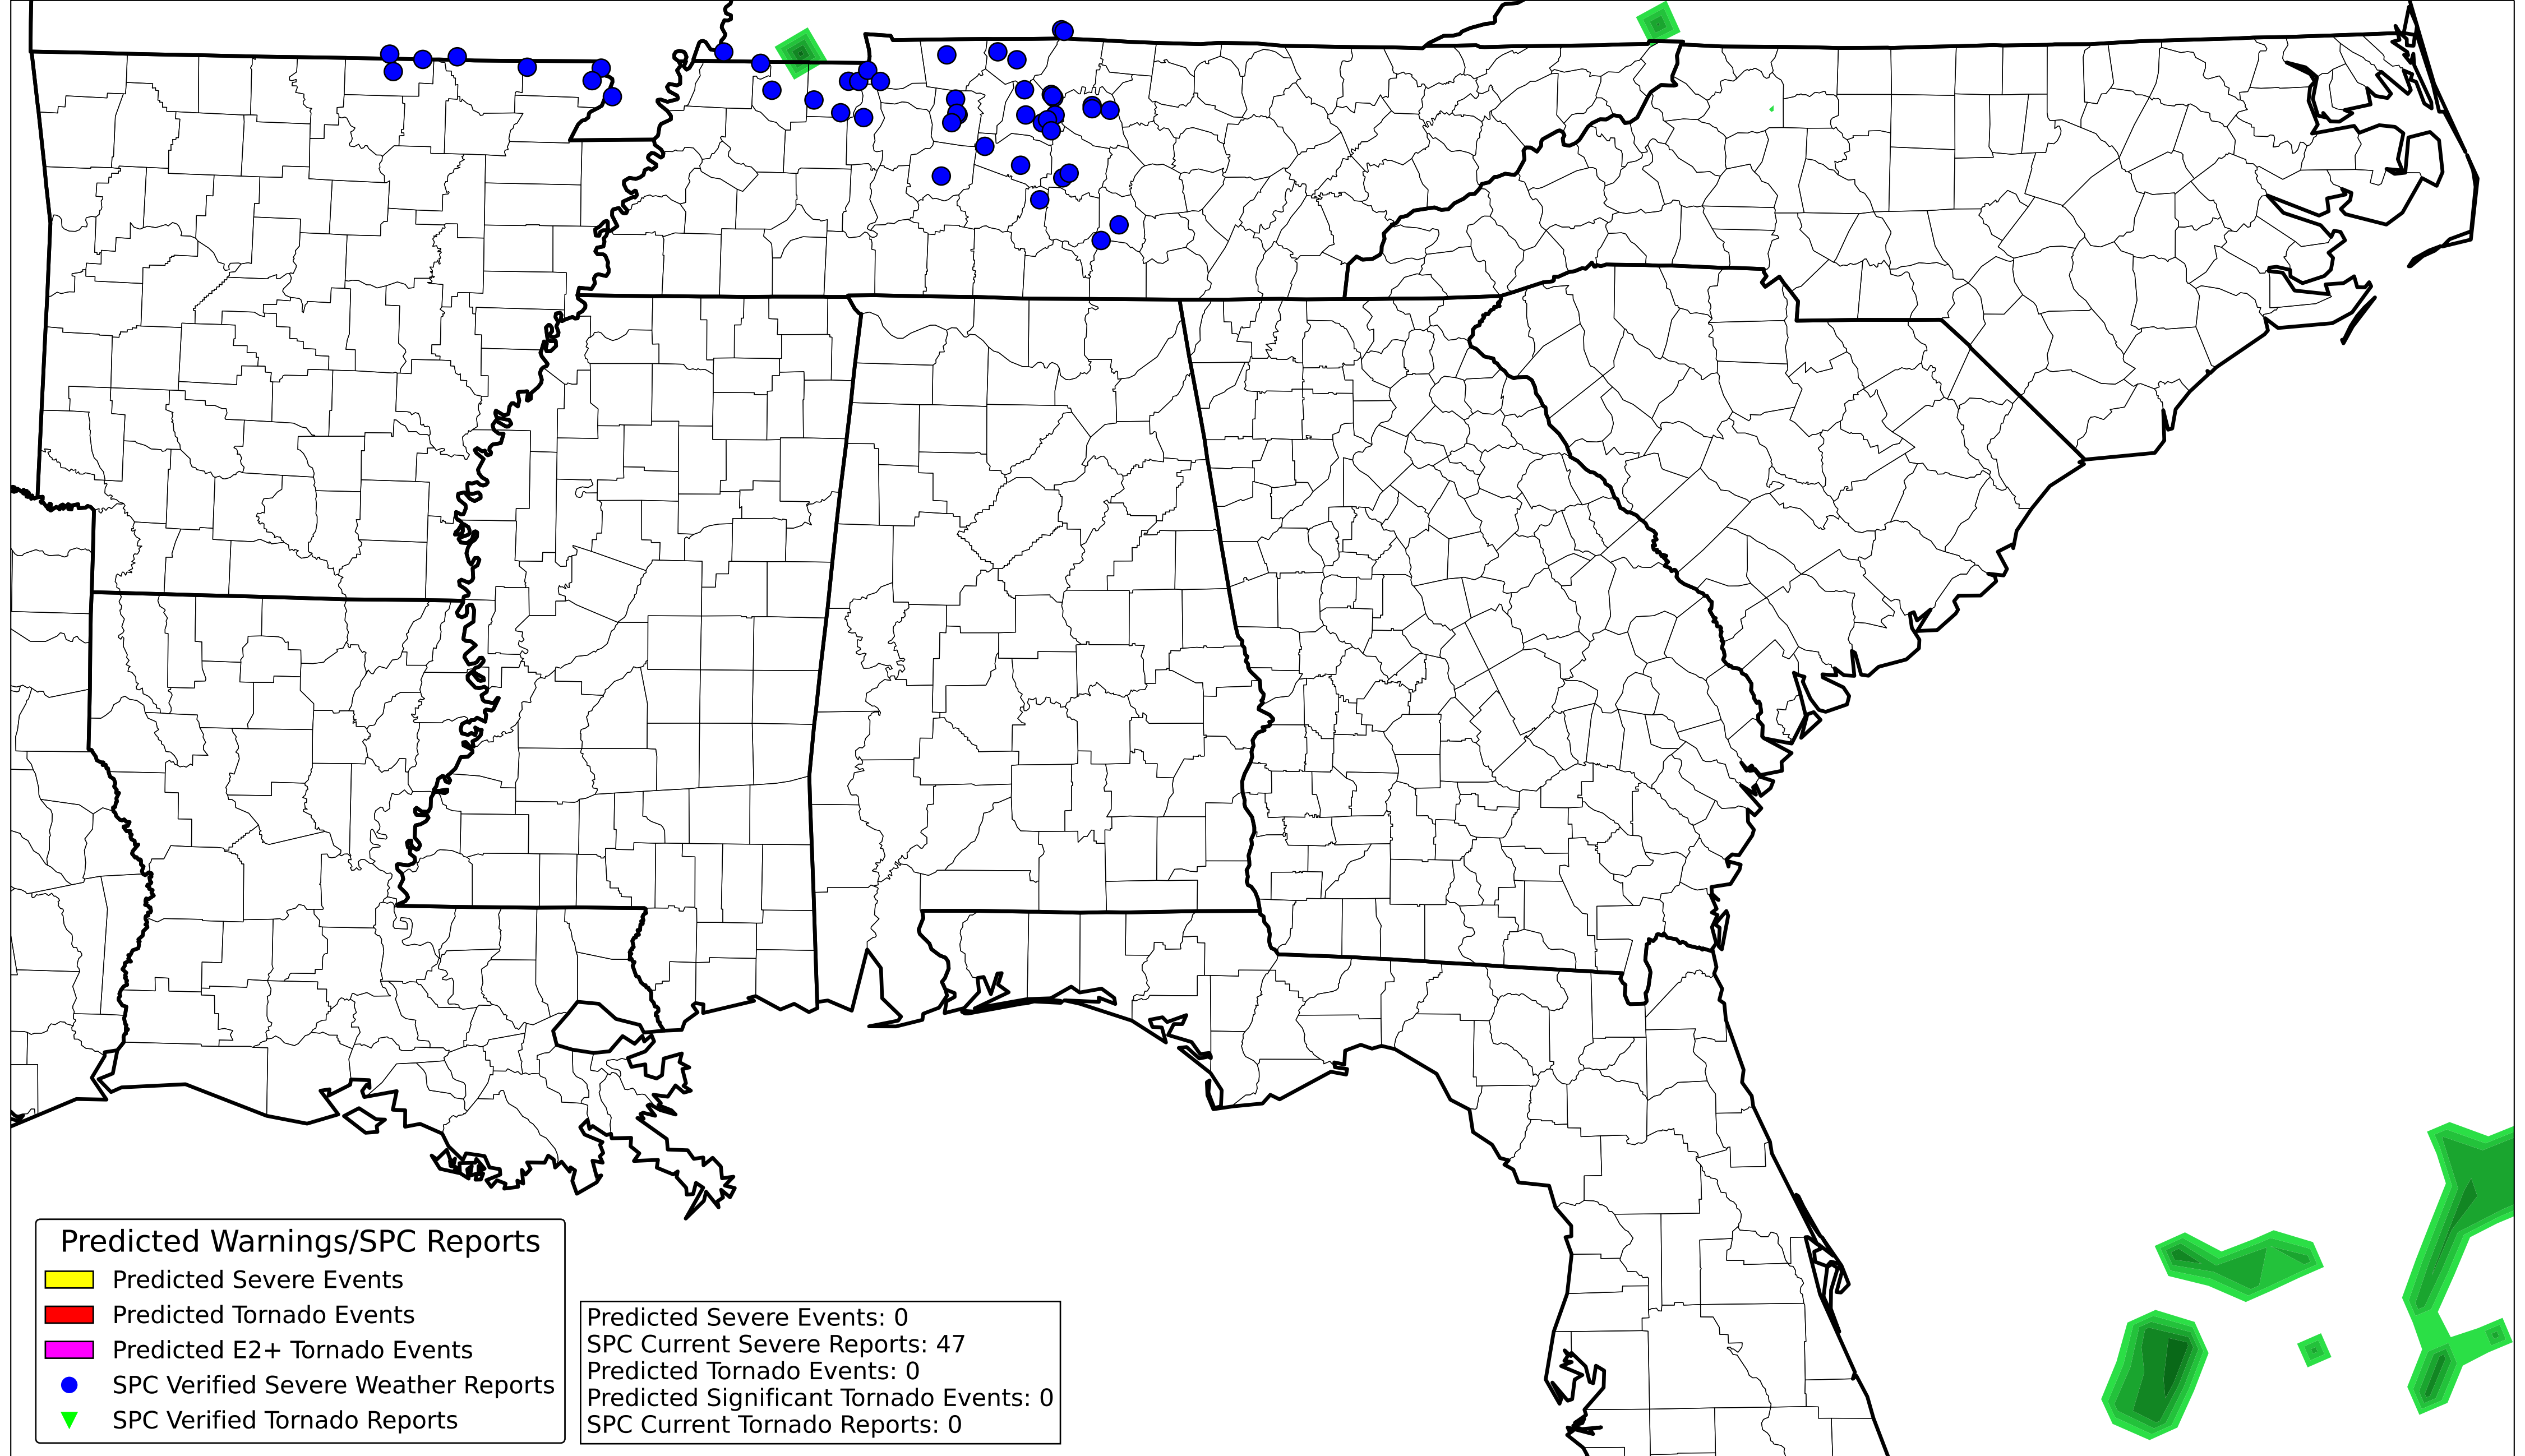 Predicted Warnings/SPC Reports
Predicted Severe Events
Predicted Tornado Events
Predicted E2+ Tornado Events
SPC Verified Severe Weather Reports
SPC Verified Tornado Reports
Predicted Severe Events: 0
SPC Current Severe Reports: 47
Predicted Tornado Events: 0
Predicted Significant Tornado Events: 0
SPC Current Tornado Reports: 0